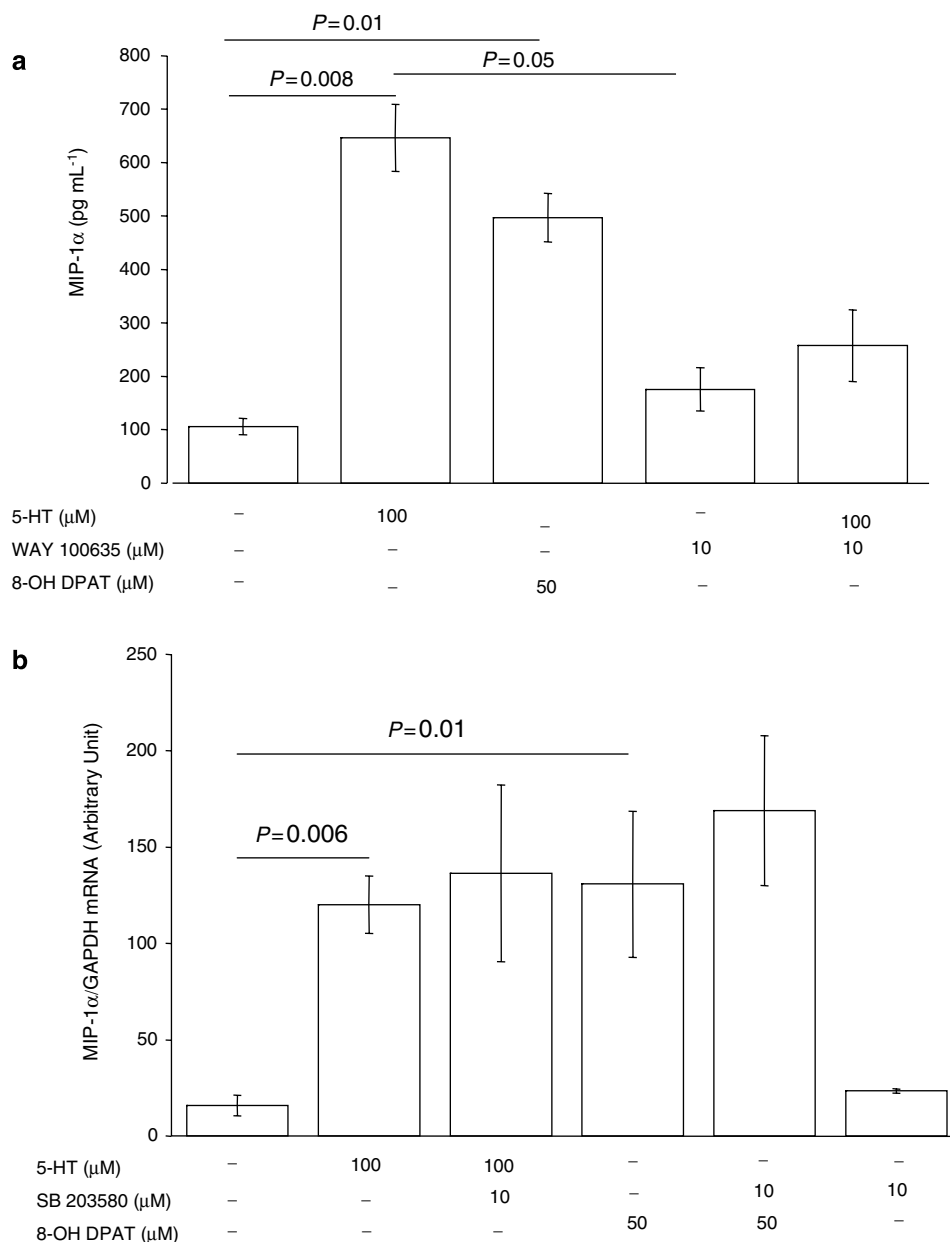 P=0.01
a
800
P=0.008
P=0.05
700
600
500
400
300
200
100
0
MIP-1α (pg mL-1)
5-HT (μM) – 100 – – 100
WAY 100635 (μM) – – – 10 10
8-OH DPAT (μM) – – 50 – –
b
250
200
150
100
50
0
MIP-1α/GAPDH mRNA (Arbitrary Unit)
P=0.01
P=0.006
5-HT (μM) – 100 100 – – –
SB 203580 (μM) – – 10 – 10 10
8-OH DPAT (μM) – – – 50 50 –